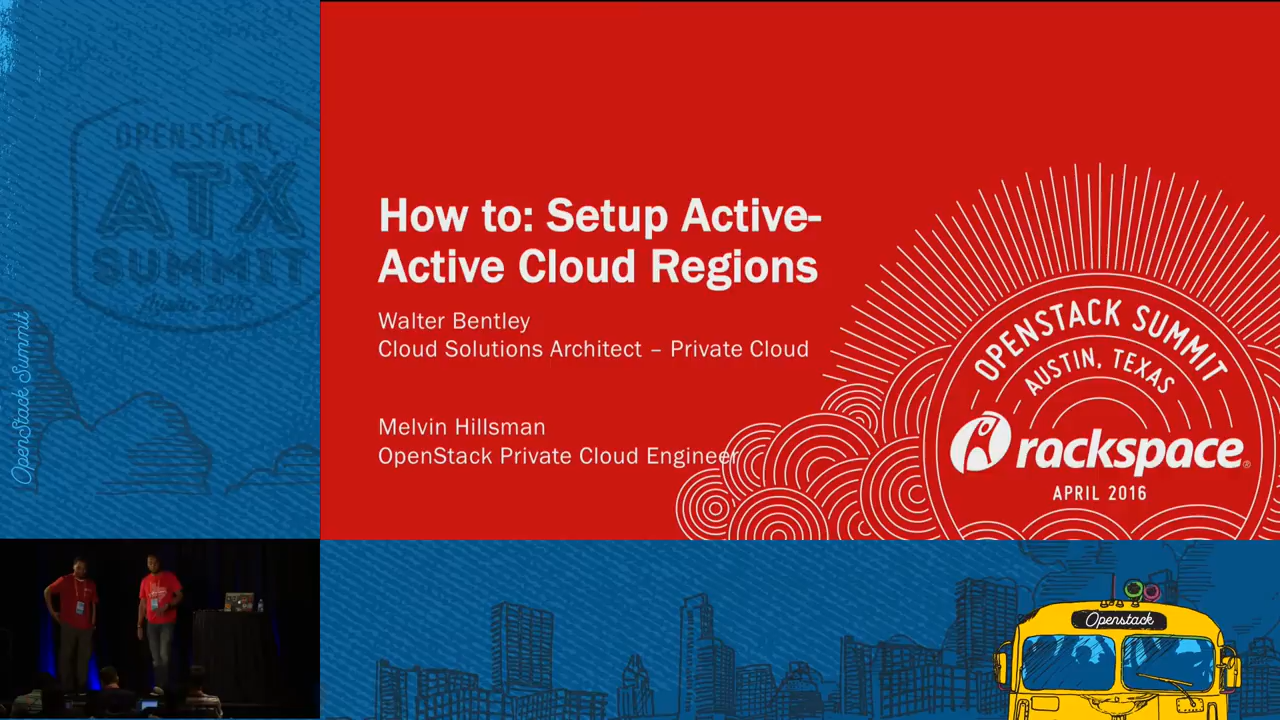 OPENSTACK
ATX
SUMMIT
Austin 2016
OpenStack Summit
How to: Setup Active-
Active Cloud Regions
Walter Bentley
Cloud Solutions Architect – Private Cloud
Melvin Hillsman
OpenStack Private Cloud Engineer
OPENSTACK SUMMIT
AUSTIN, TEXAS
rackspace®
APRIL 2016
Openstack